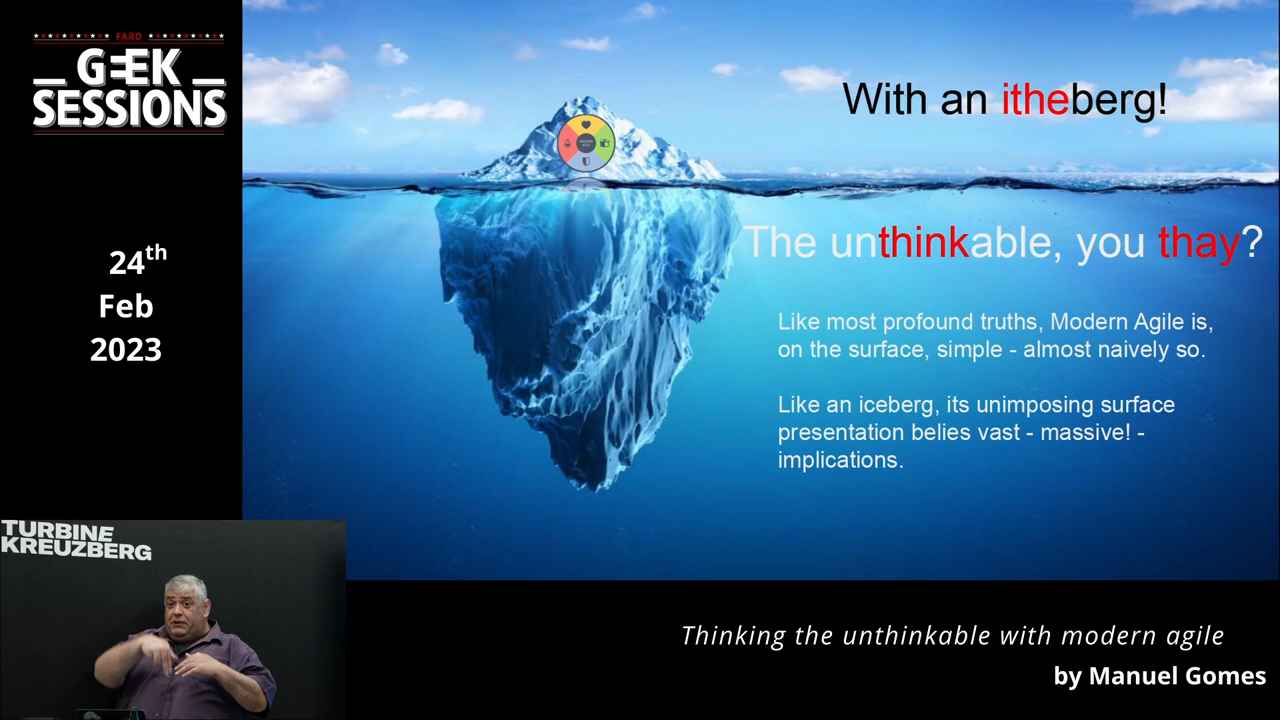 FARO
GEEK
SESSIONS
24th
Feb
2023
With an itheberg!
The unthinkable, you thay?
Like most profound truths, Modern Agile is,
on the surface, simple - almost naively so.
Like an iceberg, its unimposing surface
presentation belies vast - massive! -
implications.
TURBINE
KREUZBERG
Thinking the unthinkable with modern agile
by Manuel Gomes